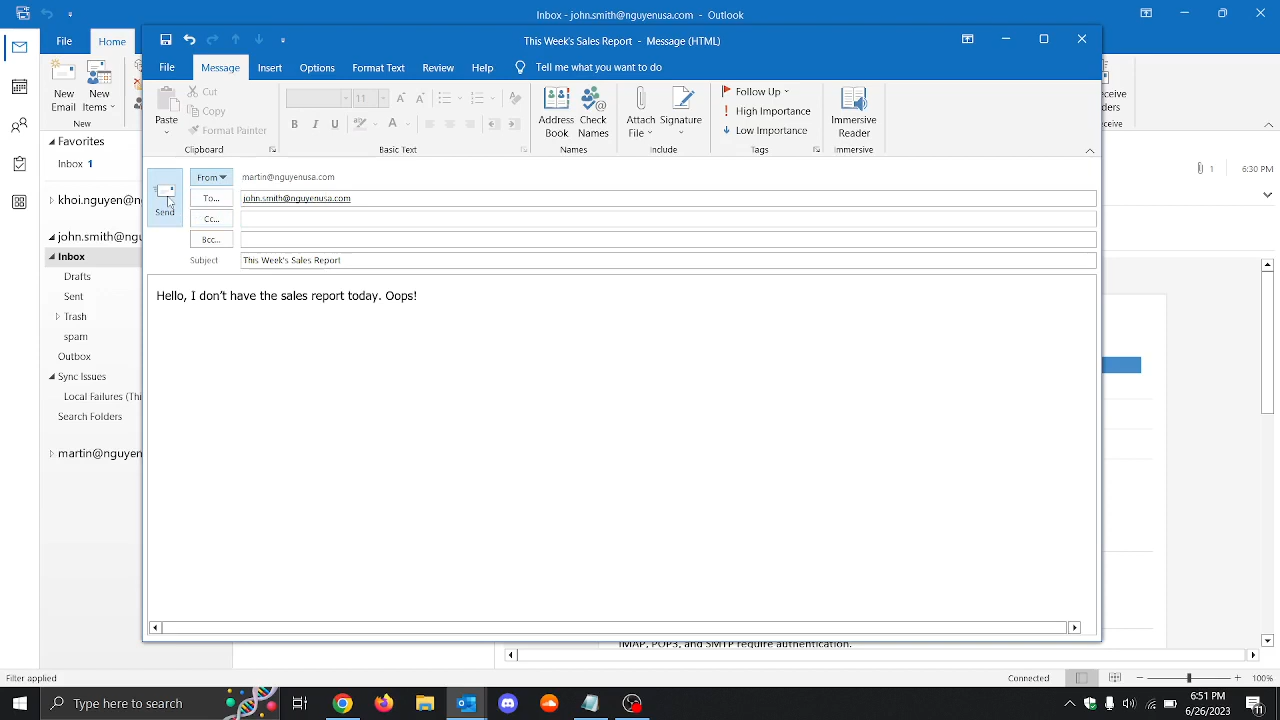 Inbox - john.smith@nguyenusa.com - Outlook
File
Home
New
Email
New
Items
New
Favorites
Inbox 1
khoi.nguyen@n
john.smith@ng
Inbox
Drafts
Sent
Trash
spam
Outbox
Sync Issues
Local Failures (Thi
Search Folders
martin@nguyen
This Week's Sales Report - Message (HTML)
File
Message
Insert
Options
Format Text
Review
Help
Tell me what you want to do
Paste
Cut
Copy
Format Painter
Clipboard
11
B I U
A
Basic Text
Address
Book
Check
Names
Names
Attach
File
Signature
Include
Follow Up
High Importance
Low Importance
Tags
Immersive
Reader
Immersive
Send
From
martin@nguyenusa.com
To...
john.smith@nguyenusa.com
Cc...
Bcc...
Subject
This Week's Sales Report
Hello, I don't have the sales report today. Oops!
1
6:30 PM
IMAP, POP3, and SMTP require authentication.
Filter applied
Connected
100%
Type here to search
6:51 PM
6/26/2023